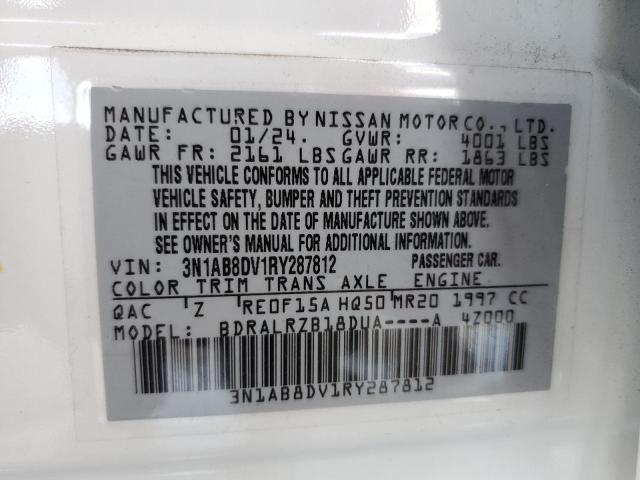 MANUFACTURED BY NISSAN MOTOR CO., LTD.
DATE: 01/24. GVWR: 4001 LBS
GAWR FR: 2161 LBS GAWR RR: 1863 LBS
THIS VEHICLE CONFORMS TO ALL APPLICABLE FEDERAL MOTOR
VEHICLE SAFETY, BUMPER AND THEFT PREVENTION STANDARDS
IN EFFECT ON THE DATE OF MANUFACTURE SHOWN ABOVE.
SEE OWNER'S MANUAL FOR ADDITIONAL INFORMATION.
VIN: 3N1AB8DV1RY287812 PASSENGER CAR.
COLOR TRIM TRANS AXLE ENGINE
QAC Z RE0F15A HQ50 MR20 1997 CC
MODEL: BDRALRZB18DUA----A 4Z000
3N1AB8DV1RY287812